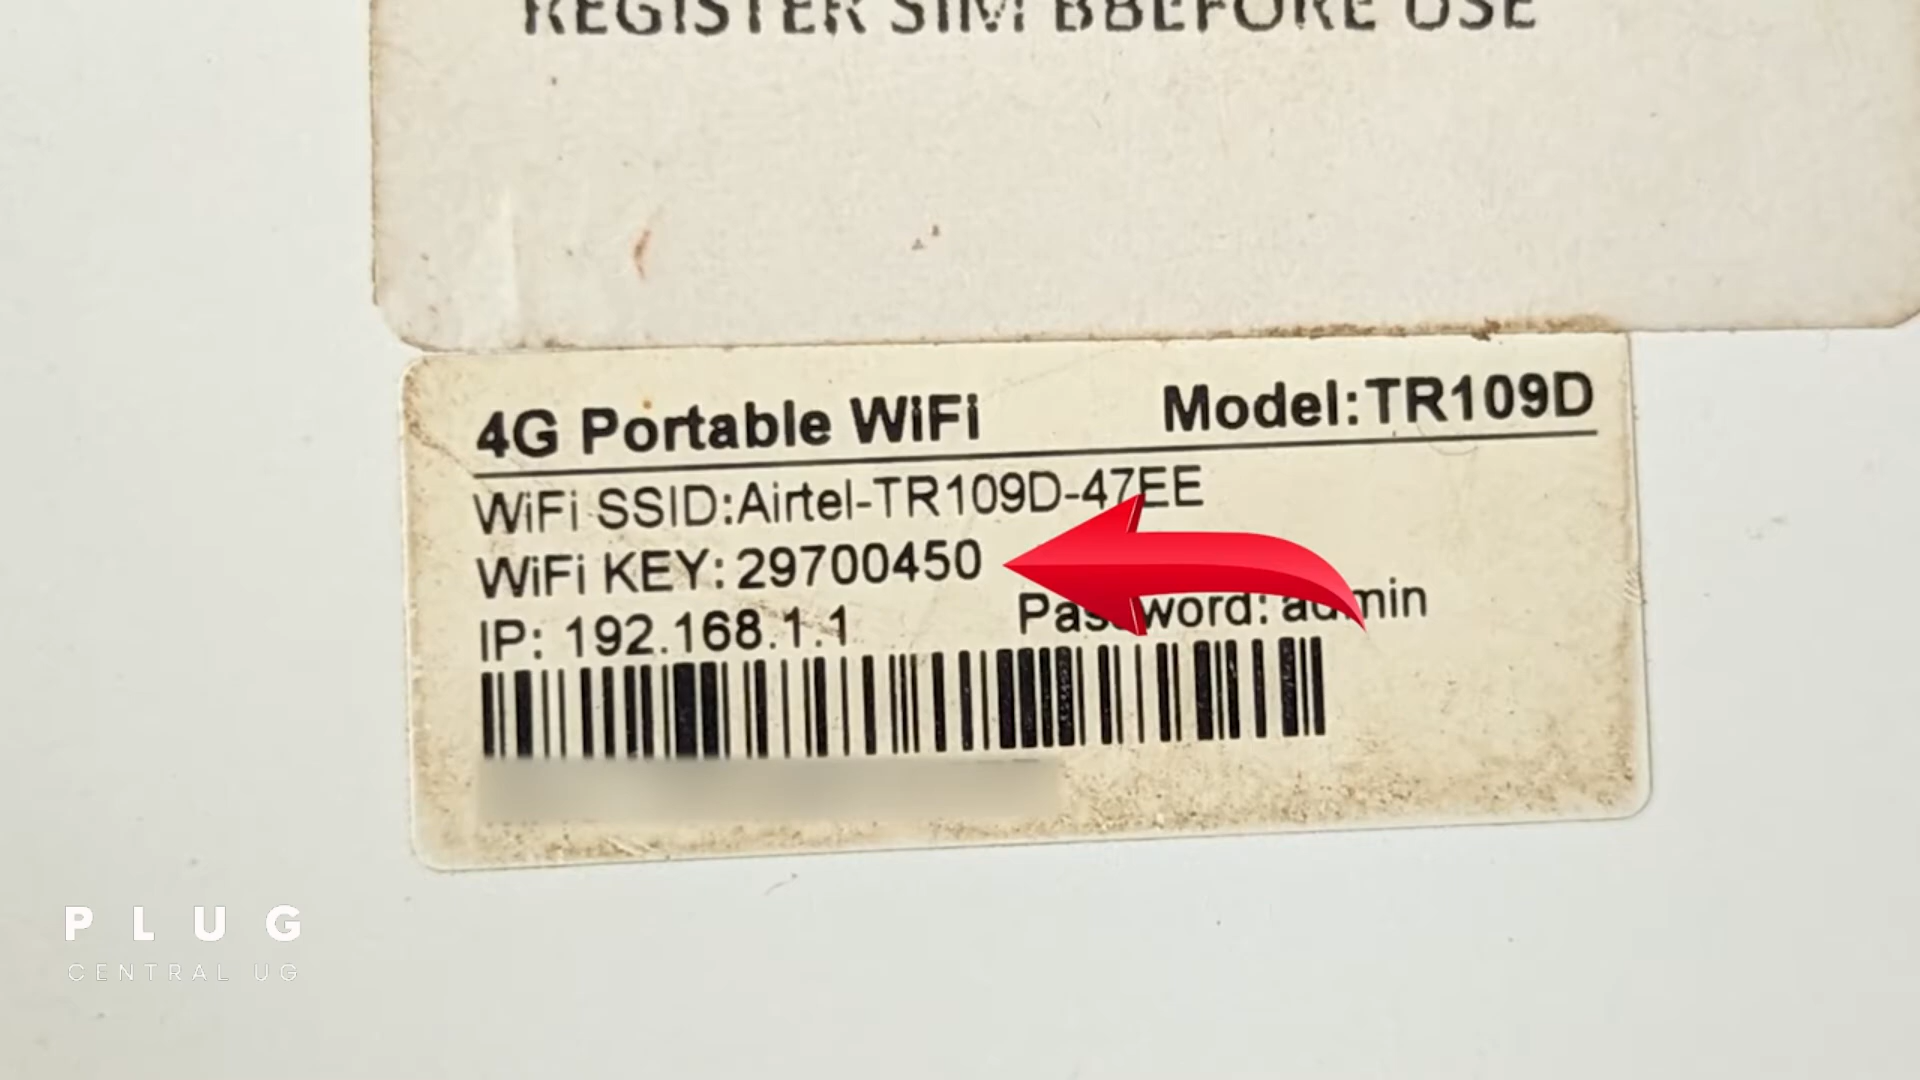 REGISTER SIM BBEFORE USE
4G Portable WiFi Model:TR109D
WiFi SSID:Airtel-TR109D-47EE
WiFi KEY: 29700450
IP: 192.168.1.1 Password: admin
PLUG
CENTRAL UG